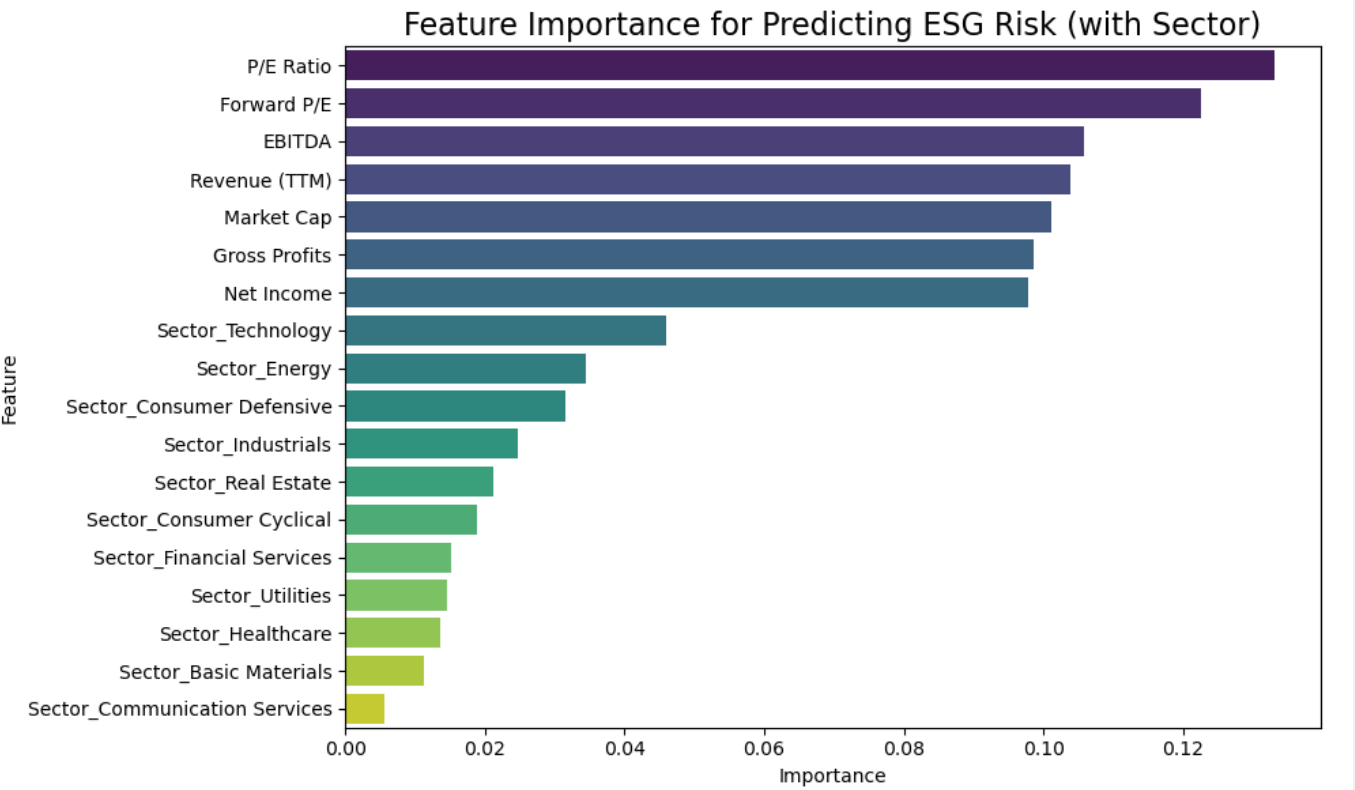 Feature Importance for Predicting ESG Risk (with Sector)
P/E Ratio
Forward P/E
EBITDA
Revenue (TTM)
Market Cap
Gross Profits
Net Income
Sector_Technology
Sector_Energy
Sector_Consumer Defensive
Sector_Industrials
Sector_Real Estate
Sector_Consumer Cyclical
Sector_Financial Services
Sector_Utilities
Sector_Healthcare
Sector_Basic Materials
Sector_Communication Services
Feature
0.00 0.02 0.04 0.06 0.08 0.10 0.12
Importance